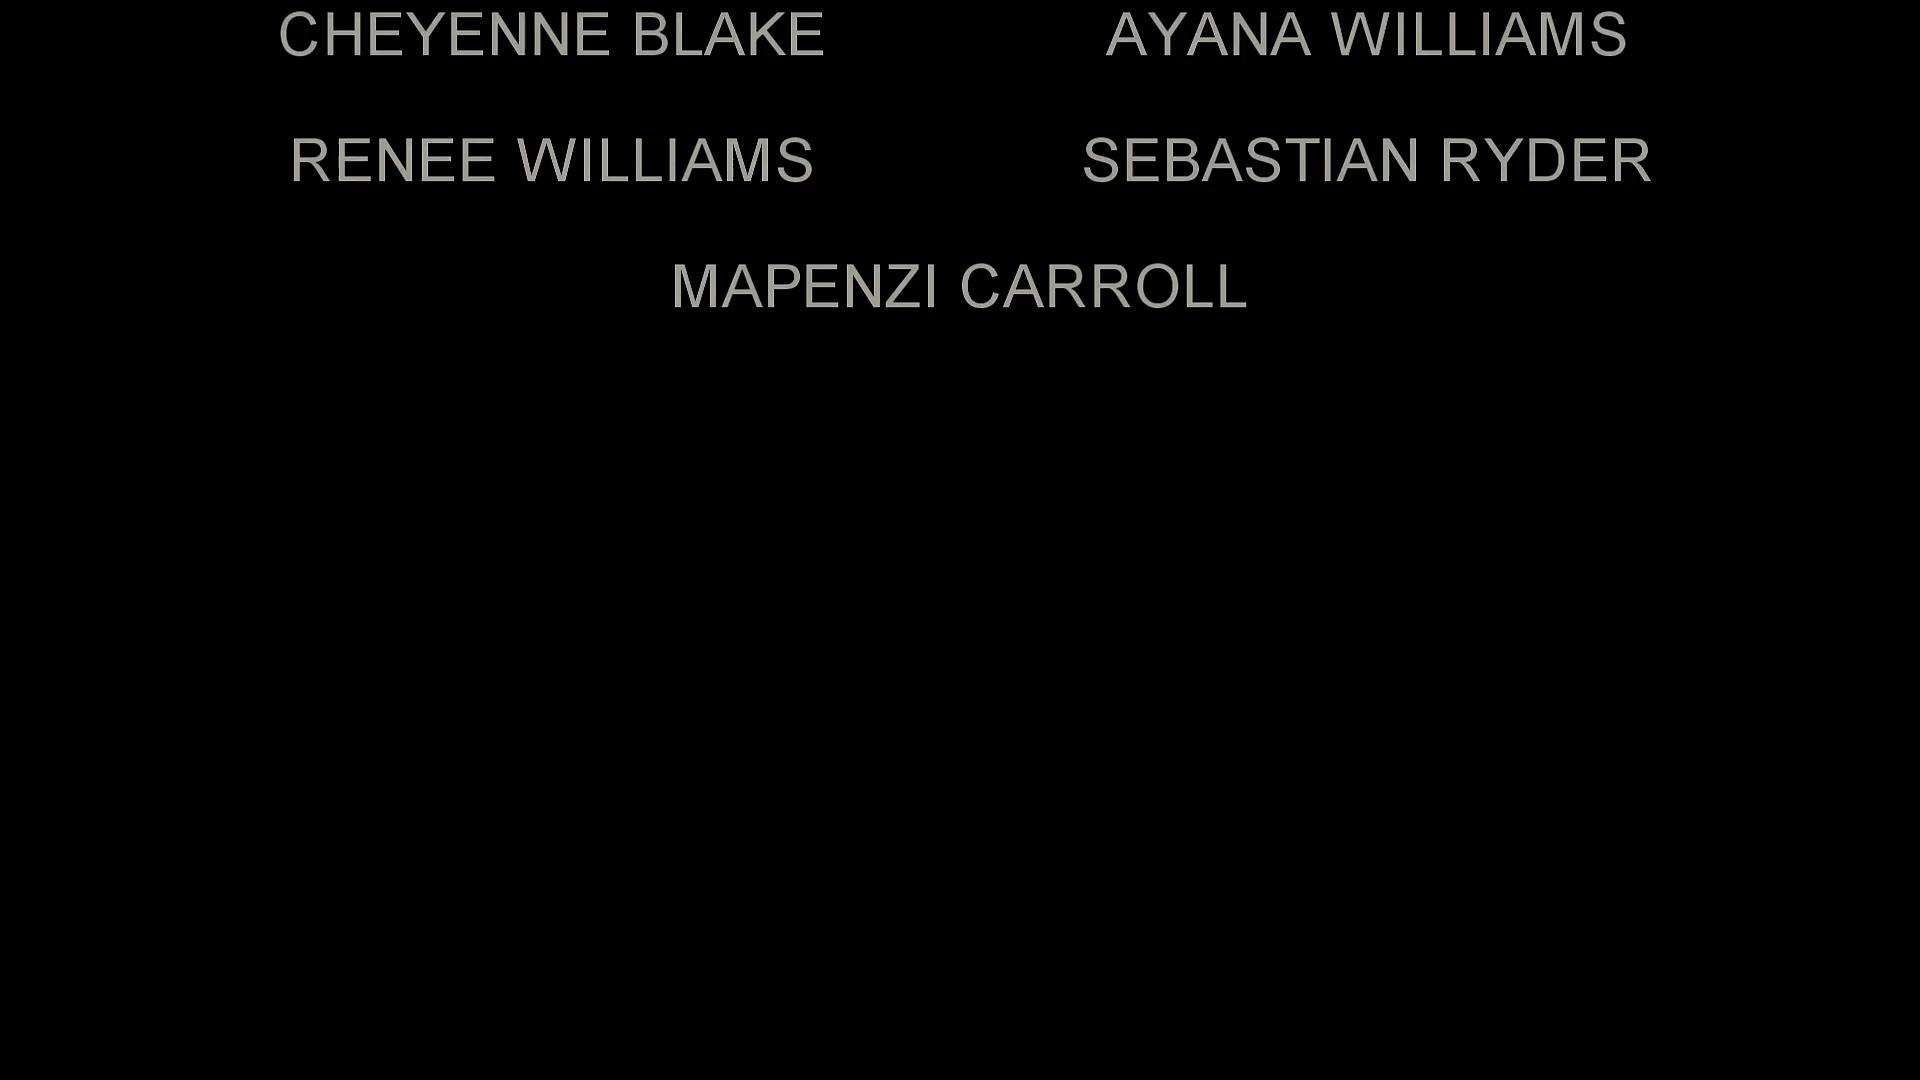 CHEYENNE BLAKE AYANA WILLIAMS
RENEE WILLIAMS SEBASTIAN RYDER
MAPENZI CARROLL